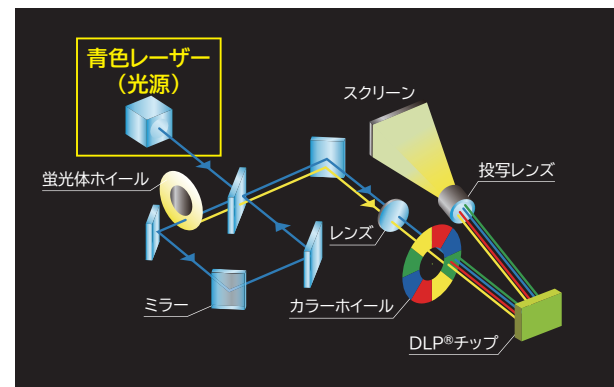 青色レーザー
（光源）
スクリーン
蛍光体ホイール
投写レンズ
レンズ
ミラー
カラーホイール
DLP®チップ